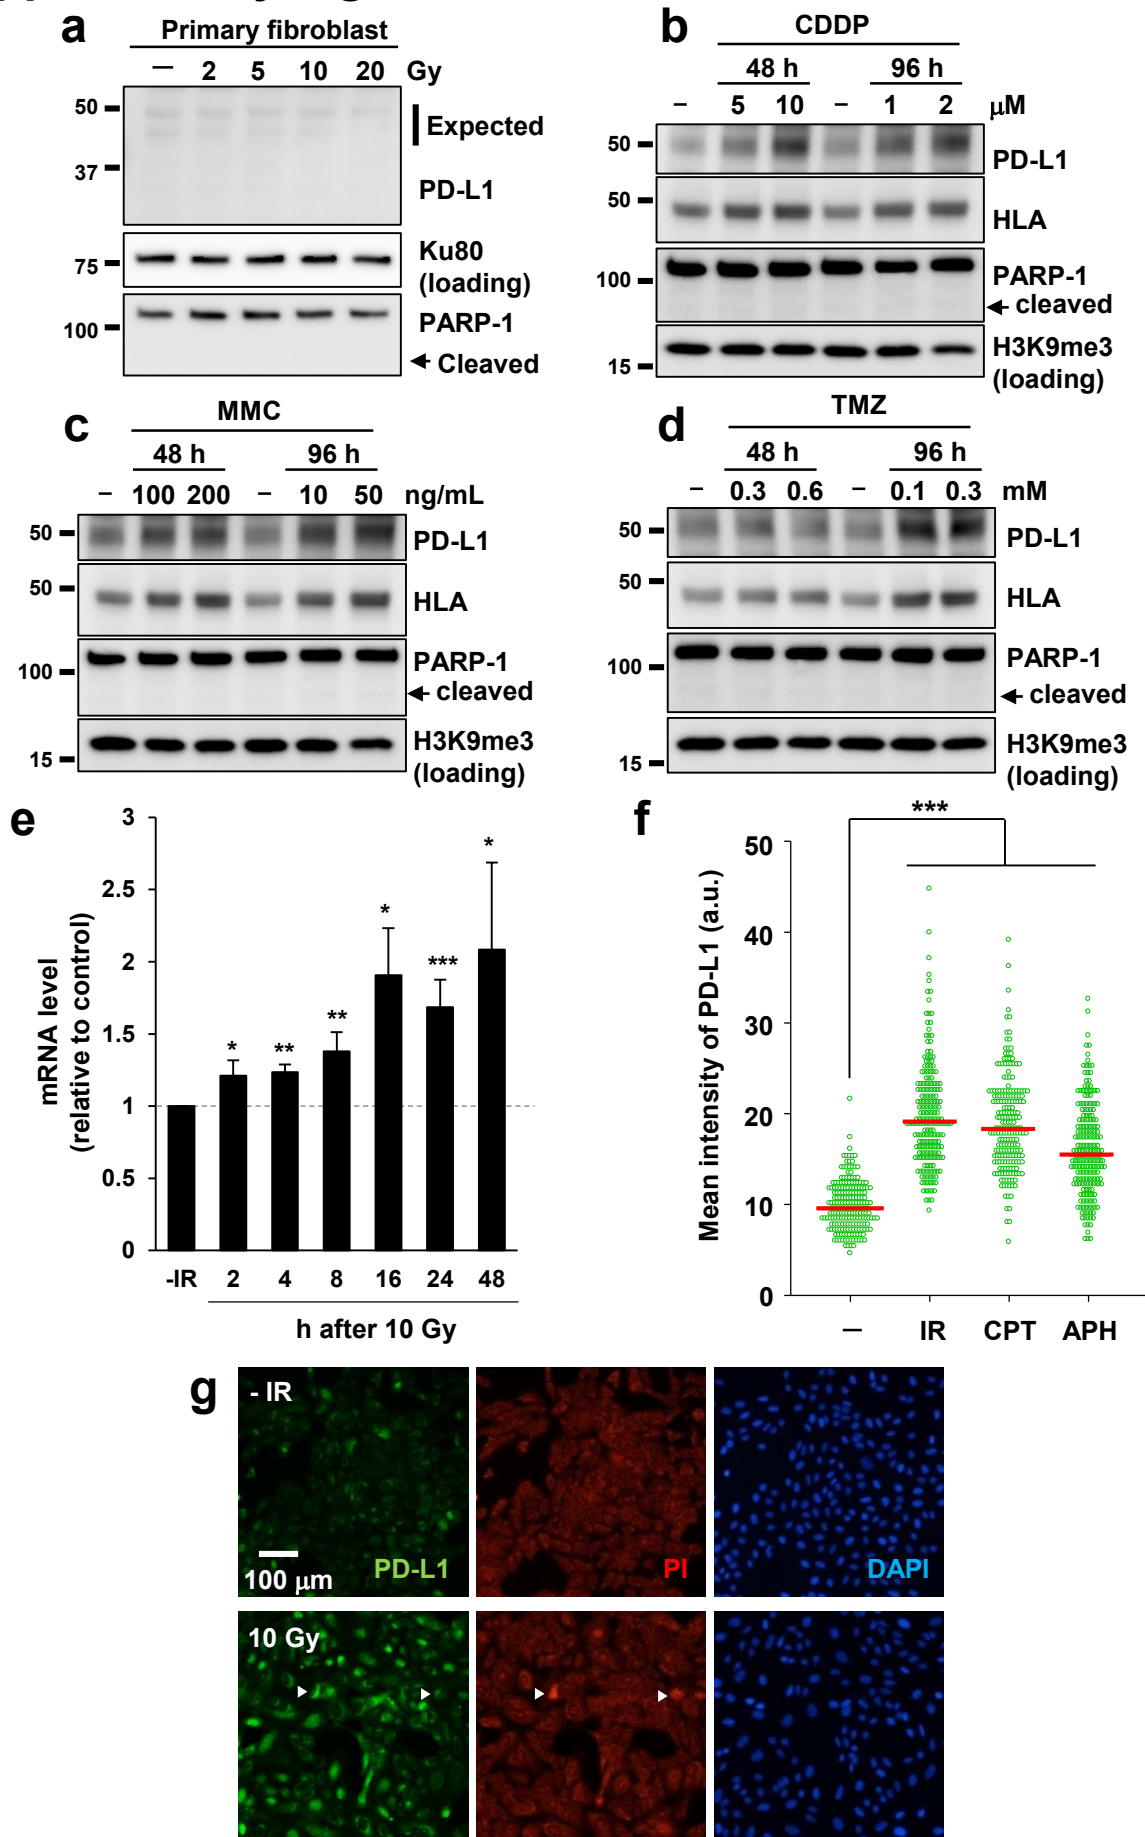 a
Primary fibroblast
– 2 5 10 20 Gy
50
Expected
37
PD-L1
75
Ku80
(loading)
100
PARP-1
Cleaved
b
CDDP
48 h 96 h
– 5 10 – 1 2 μM
50
PD-L1
50
HLA
100
PARP-1
cleaved
15
H3K9me3
(loading)
c
MMC
48 h 96 h
– 100 200 – 10 50 ng/mL
50
PD-L1
50
HLA
100
PARP-1
cleaved
15
H3K9me3
(loading)
d
TMZ
48 h 96 h
– 0.3 0.6 – 0.1 0.3 mM
50
PD-L1
50
HLA
100
PARP-1
cleaved
15
H3K9me3
(loading)
e
mRNA level
(relative to control)
3
2.5
2
1.5
1
0.5
0
* ** ** * *** *
-IR 2 4 8 16 24 48
h after 10 Gy
f
***
Mean intensity of PD-L1 (a.u.)
50
40
30
20
10
0
– IR CPT APH
g
- IR
100 μm
PD-L1
PI
DAPI
10 Gy